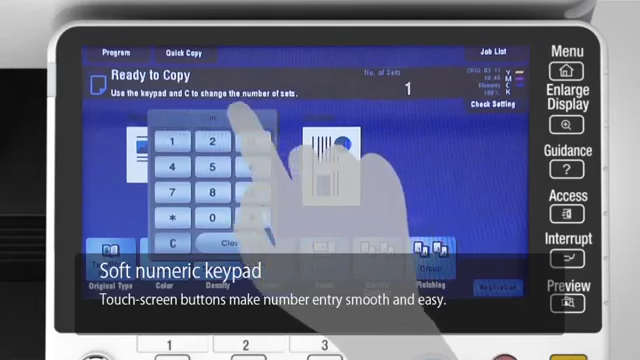 Program
Quick Copy
Job List
Ready to Copy
No. of Sets
Use the keypad and C to change the number of sets.
1
Y
M
C
K
Check Setting
1
2
4
5
7
8
*
0
C
Original Type
Color
Density
Finishing
Application
Group
Menu
Enlarge
Display
Guidance
?
Access
Interrupt
Preview
Soft numeric keypad
Touch-screen buttons make number entry smooth and easy.
1
2
3